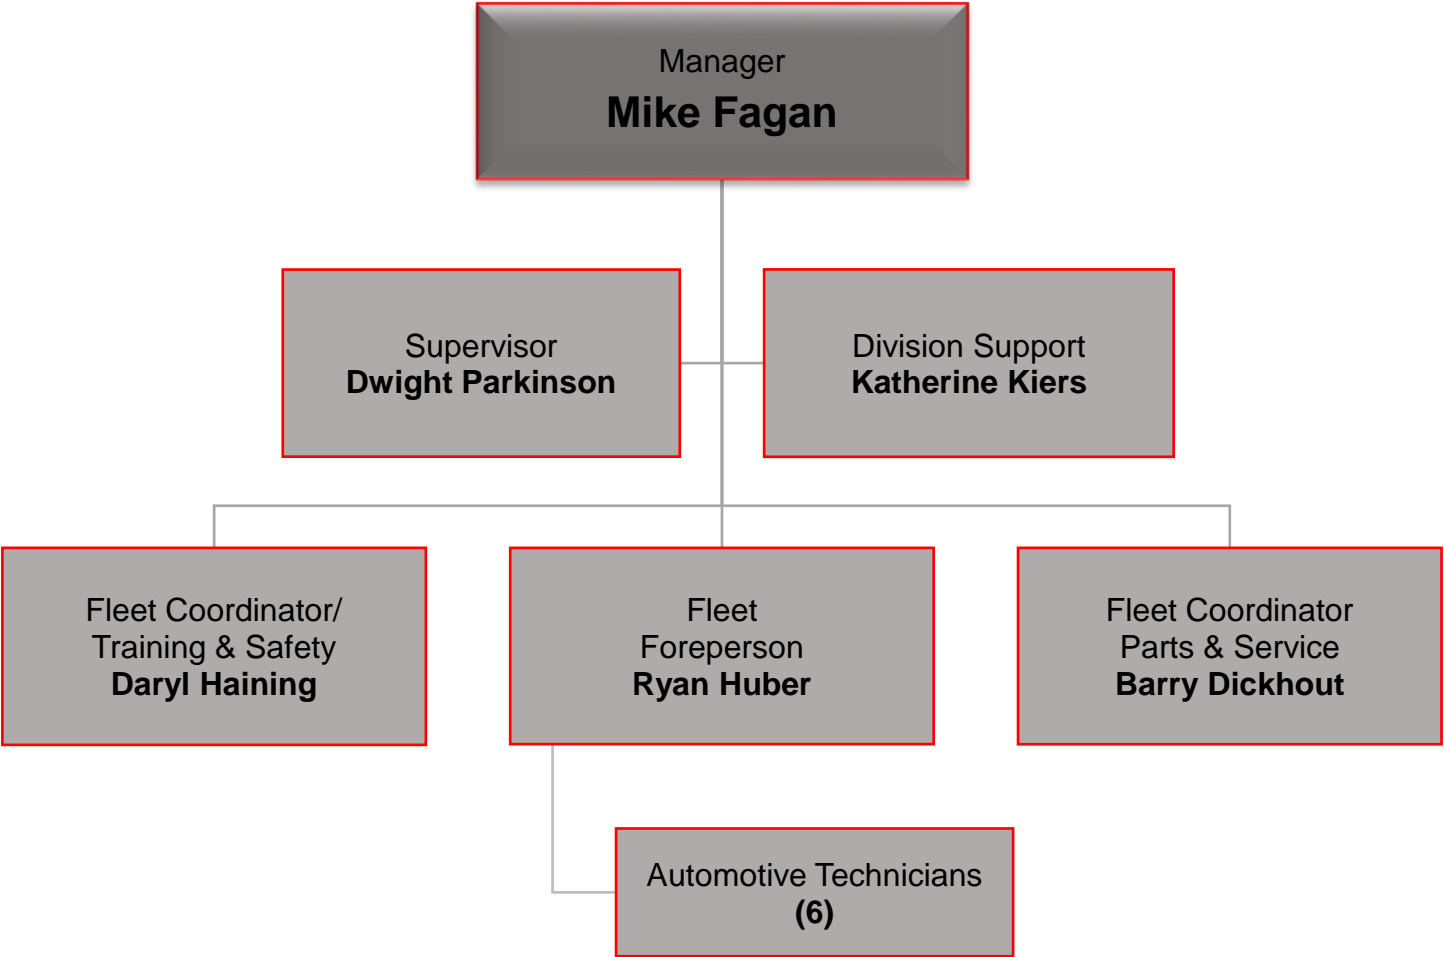 Manager
Mike Fagan
Supervisor
Dwight Parkinson
Division Support
Katherine Kiers
Fleet Coordinator/
Training & Safety
Daryl Haining
Fleet
Foreperson
Ryan Huber
Fleet Coordinator
Parts & Service
Barry Dickhout
Automotive Technicians
(6)